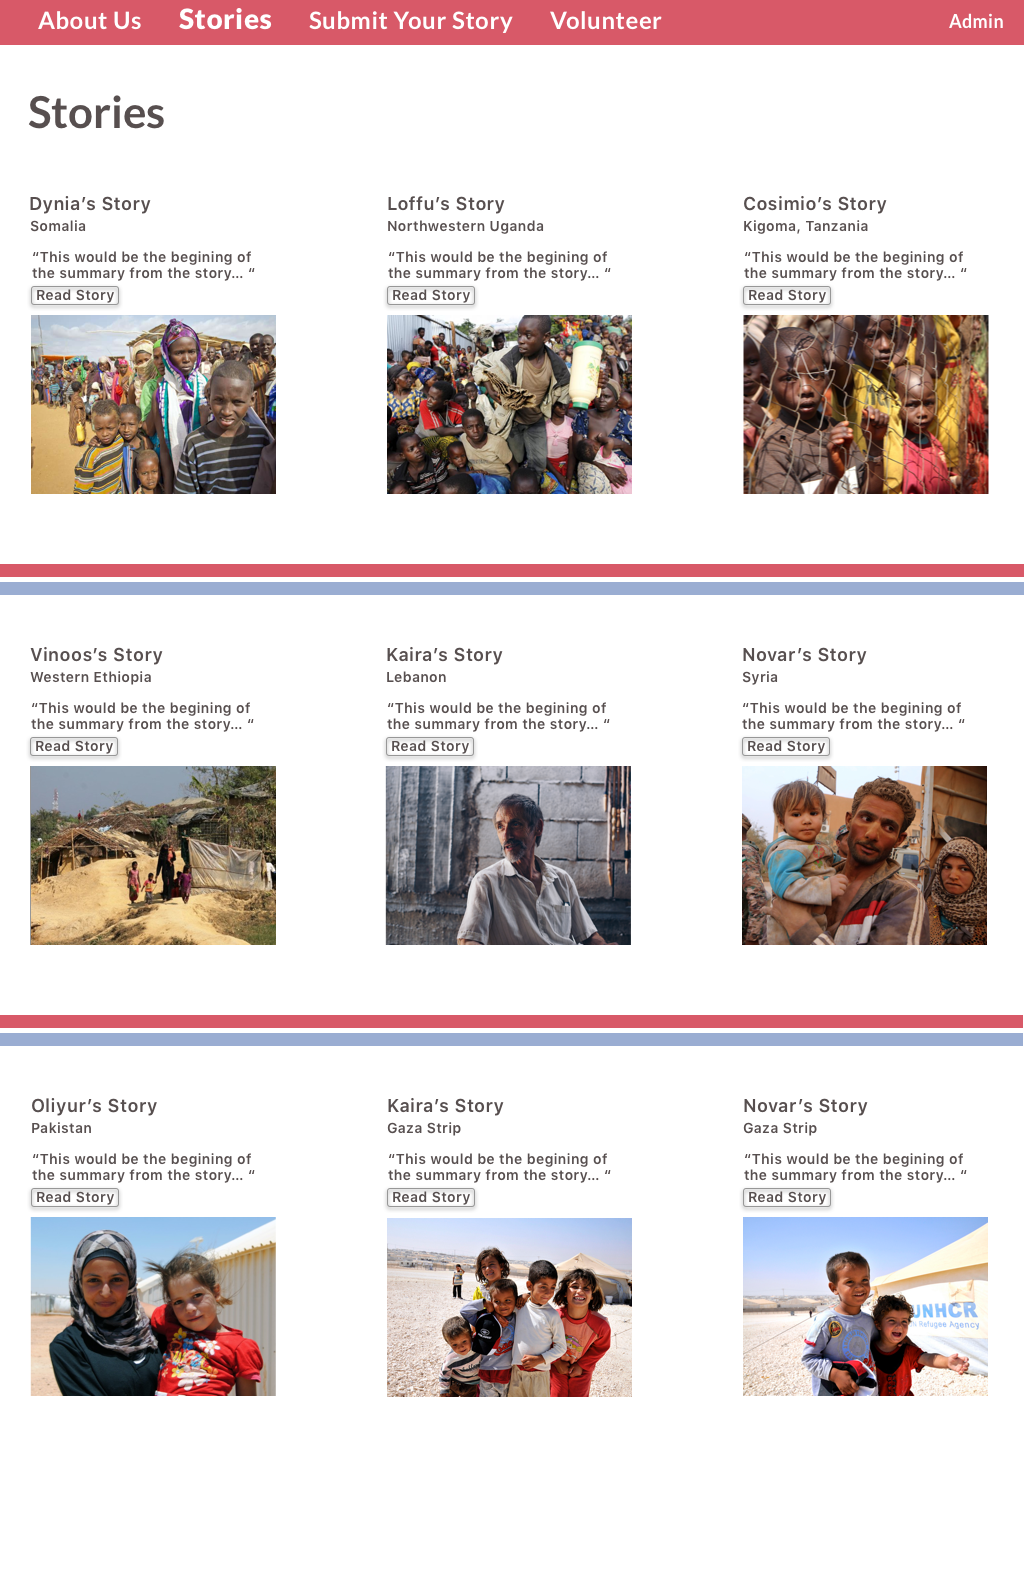 About Us Stories Submit Your Story Volunteer Admin
Stories
Dynia’s Story
Somalia
“This would be the begining of
the summary from the story... “
Read Story
Loffu’s Story
Northwestern Uganda
“This would be the begining of
the summary from the story... “
Read Story
Cosimio’s Story
Kigoma, Tanzania
“This would be the begining of
the summary from the story... “
Read Story
Vinoos’s Story
Western Ethiopia
“This would be the begining of
the summary from the story... “
Read Story
Kaira’s Story
Lebanon
“This would be the begining of
the summary from the story... “
Read Story
Novar’s Story
Syria
“This would be the begining of
the summary from the story... “
Read Story
Oliyur’s Story
Pakistan
“This would be the begining of
the summary from the story... “
Read Story
Kaira’s Story
Gaza Strip
“This would be the begining of
the summary from the story... “
Read Story
Novar’s Story
Gaza Strip
“This would be the begining of
the summary from the story... “
Read Story
UNHCR
Refugee Agency